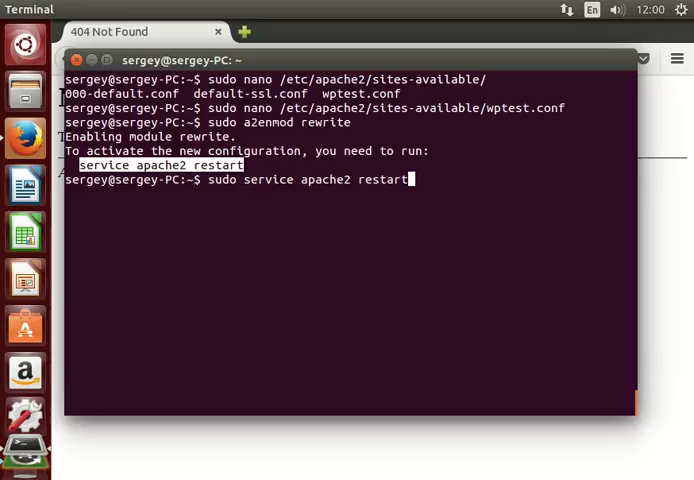 Terminal
En
12:00
404 Not Found
sergey@sergey-PC: ~
sergey@sergey-PC:~$ sudo nano /etc/apache2/sites-available/
000-default.conf  default-ssl.conf  wptest.conf
sergey@sergey-PC:~$ sudo nano /etc/apache2/sites-available/wptest.conf
sergey@sergey-PC:~$ sudo a2enmod rewrite
Enabling module rewrite.
To activate the new configuration, you need to run:
service apache2 restart
sergey@sergey-PC:~$ sudo service apache2 restart